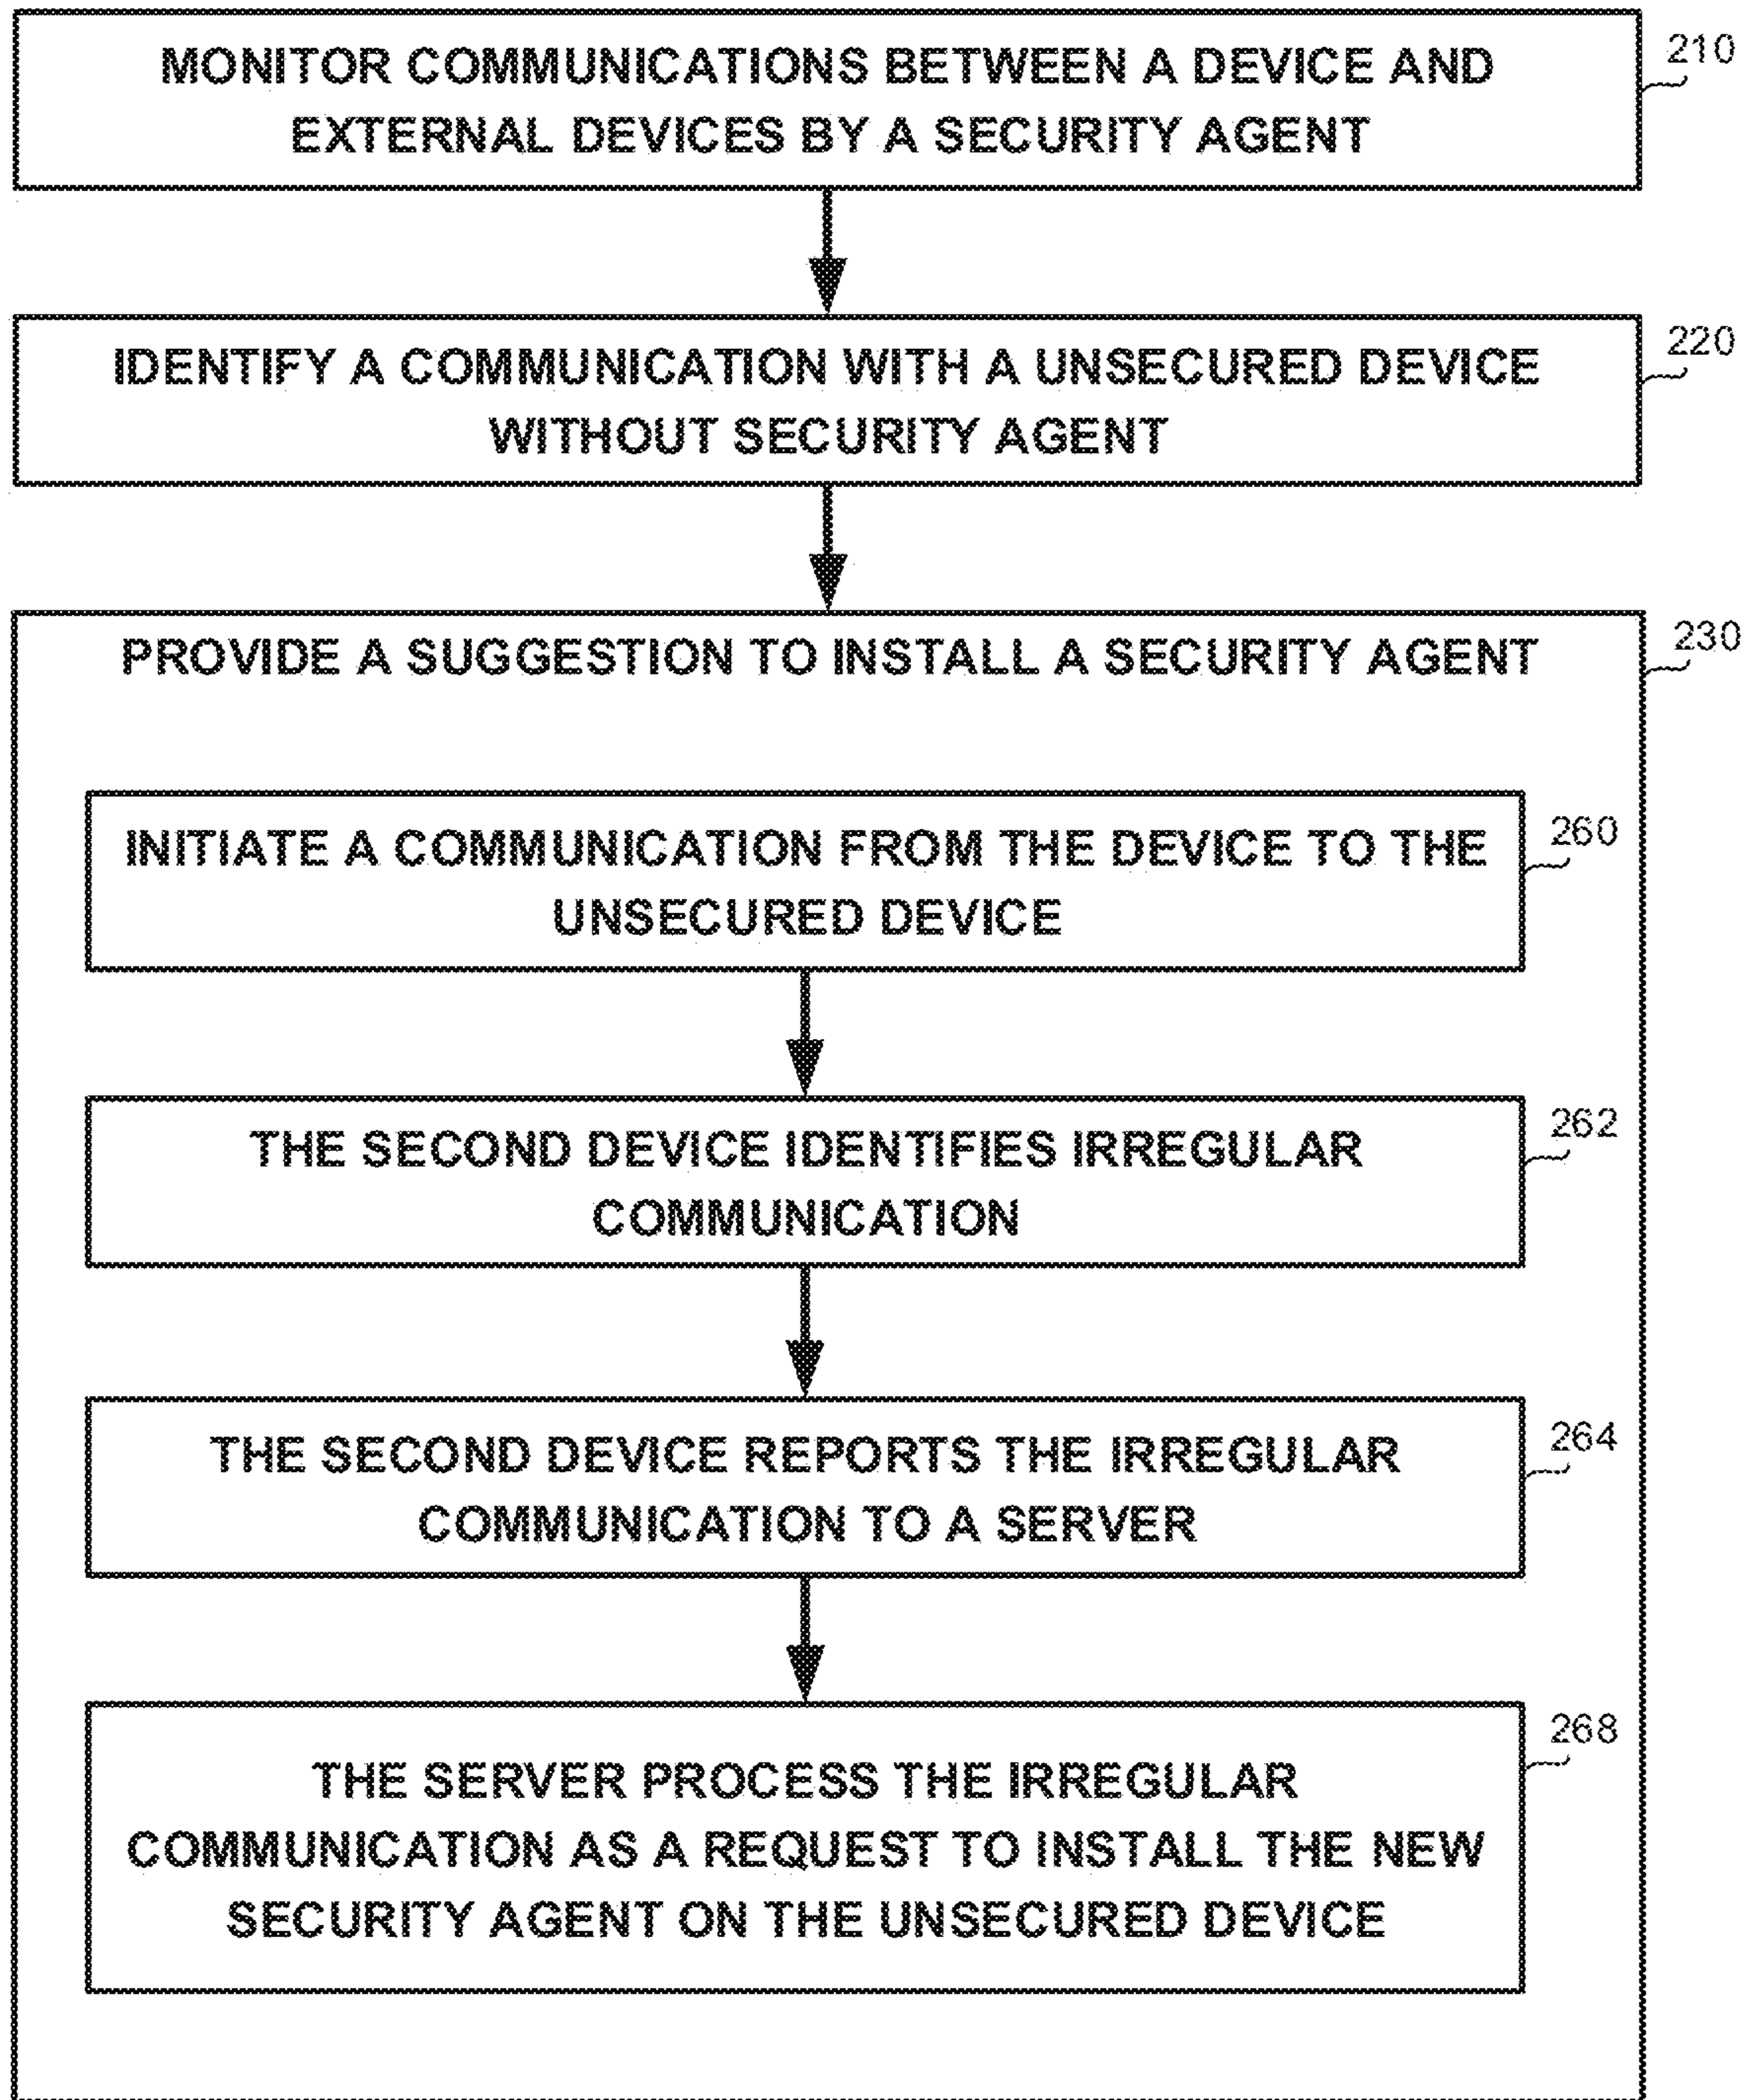 MONITOR COMMUNICATIONS BETWEEN A DEVICE AND
EXTERNAL DEVICES BY A SECURITY AGENT
210
IDENTIFY A COMMUNICATION WITH A UNSECURED DEVICE
WITHOUT SECURITY AGENT
220
PROVIDE A SUGGESTION TO INSTALL A SECURITY AGENT
230
INITIATE A COMMUNICATION FROM THE DEVICE TO THE
UNSECURED DEVICE
260
THE SECOND DEVICE IDENTIFIES IRREGULAR
COMMUNICATION
262
THE SECOND DEVICE REPORTS THE IRREGULAR
COMMUNICATION TO A SERVER
264
THE SERVER PROCESS THE IRREGULAR
COMMUNICATION AS A REQUEST TO INSTALL THE NEW
SECURITY AGENT ON THE UNSECURED DEVICE
268